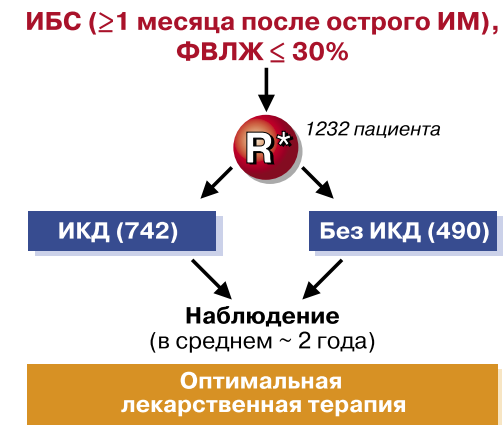 ИБС (≥1 месяца после острого ИМ),
ФВЛЖ ≤ 30%
1232 пациента
R*
ИКД (742)
Без ИКД (490)
Наблюдение
(в среднем ~ 2 года)
Оптимальная
лекарственная терапия